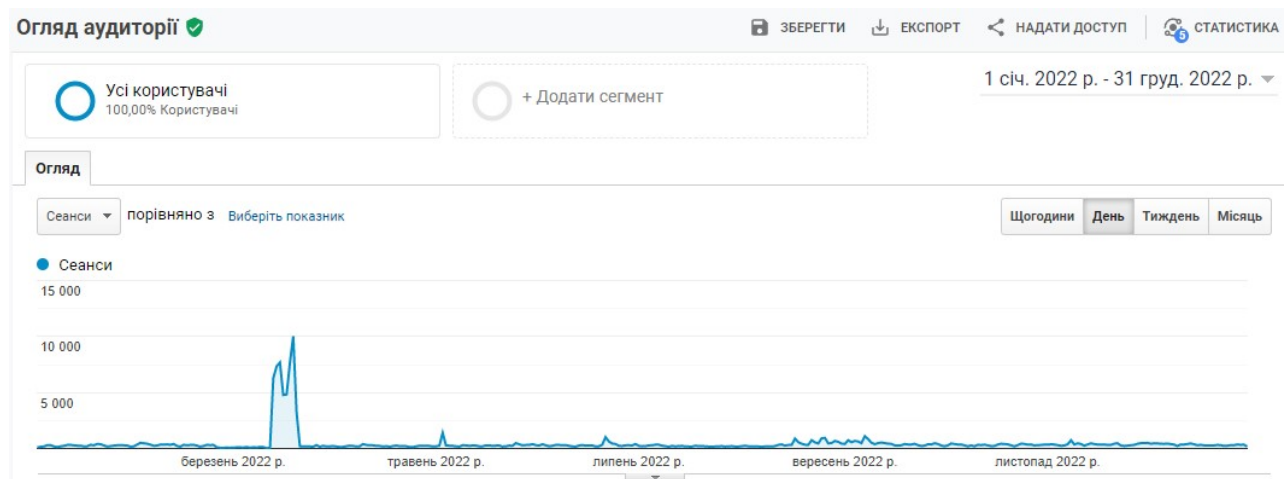 Огляд аудиторії
ЗБЕРЕГТИ ЕКСПОРТ НАДАТИ ДОСТУП 5 СТАТИСТИКА
Усі користувачі
100,00% Користувачі
+ Додати сегмент
1 січ. 2022 р. - 31 груд. 2022 р.
Огляд
Сеанси порівняно з Виберіть показник
Щогодини День Тиждень Місяць
Сеанси
15 000
10 000
5 000
березень 2022 р. травень 2022 р. липень 2022 р. вересень 2022 р. листопад 2022 р.